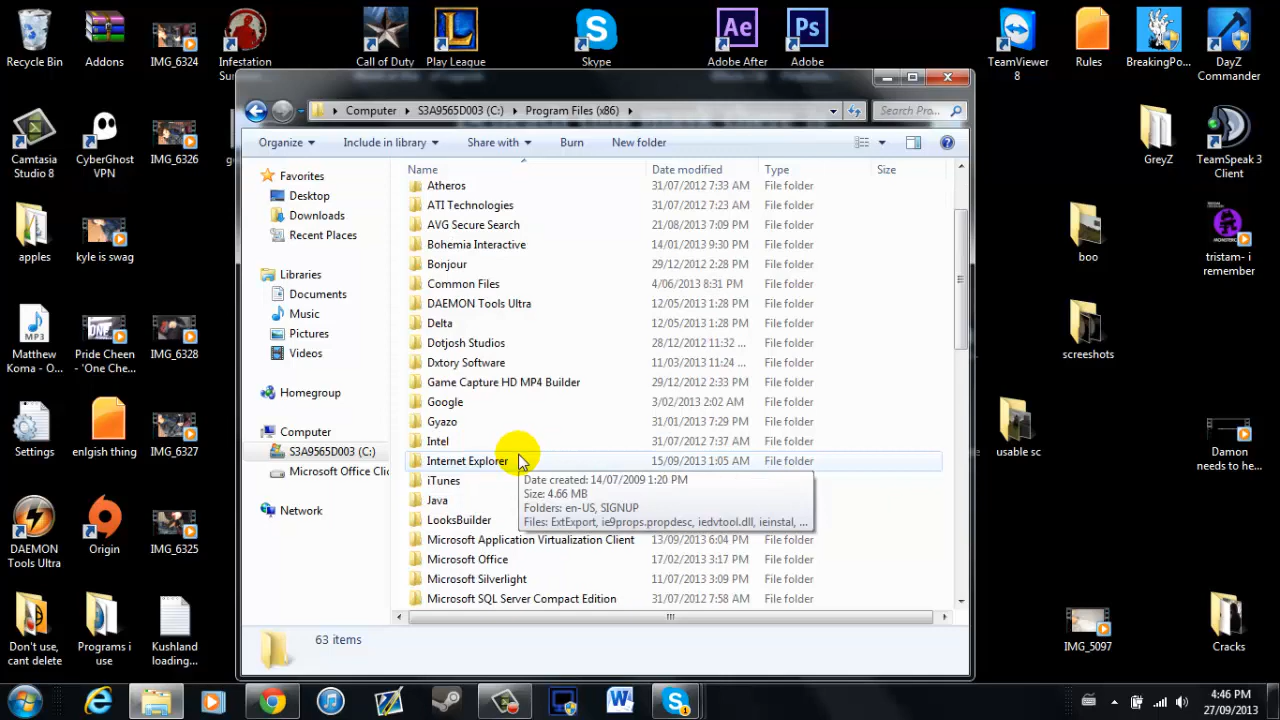 Recycle Bin
Addons
IMG_6324
Infestation
Call of Duty
Play League
Skype
Adobe After
Adobe
TeamViewer
8
Rules
BreakingPo...
DayZ
Commander
Camtasia
Studio 8
CyberGhost
VPN
IMG_6326
GreyZ
TeamSpeak 3
Client
apples
kyle is swag
boo
tristam- i
remember
Matthew
Koma - O...
Pride Cheen
- 'One Che...
IMG_6328
screeshots
Settings
enlgish thing
IMG_6327
usable sc
Damon
needs to he...
DAEMON
Tools Ultra
Origin
IMG_6325
Don't use,
cant delete
Programs i
use
Kushland
loading...
IMG_5097
Cracks
Computer
S3A9565D003 (C:)
Program Files (x86)
Search Pro...
Organize
Include in library
Share with
Burn
New folder
Favorites
Desktop
Downloads
Recent Places
Libraries
Documents
Music
Pictures
Videos
Homegroup
Computer
S3A9565D003 (C:)
Microsoft Office Clic
Network
Name Date modified Type Size
Atheros 31/07/2012 7:33 AM File folder
ATI Technologies 31/07/2012 7:23 AM File folder
AVG Secure Search 21/08/2013 7:09 PM File folder
Bohemia Interactive 14/01/2013 9:30 PM File folder
Bonjour 29/12/2012 2:28 PM File folder
Common Files 4/06/2013 8:31 PM File folder
DAEMON Tools Ultra 12/05/2013 1:28 PM File folder
Delta 12/05/2013 1:28 PM File folder
Dotjosh Studios 28/12/2012 11:32 ... File folder
Dxtory Software 11/03/2013 11:24 ... File folder
Game Capture HD MP4 Builder 29/12/2012 2:33 PM File folder
Google 3/02/2013 2:02 AM File folder
Gyazo 31/01/2013 7:29 PM File folder
Intel 31/07/2012 7:37 AM File folder
Internet Explorer 15/09/2013 1:05 AM File folder
iTunes
Java
LooksBuilder
Date created: 14/07/2009 1:20 PM
Size: 4.66 MB
Folders: en-US, SIGNUP
Files: ExtExport, ie9props.propdesc, iedvtool.dll, ieinstal, ...
Microsoft Application Virtualization Client 13/09/2013 6:04 PM File folder
Microsoft Office 17/02/2013 3:17 PM File folder
Microsoft Silverlight 11/07/2013 3:09 PM File folder
Microsoft SQL Server Compact Edition 31/07/2012 7:58 AM File folder
63 items
4:46 PM
27/09/2013